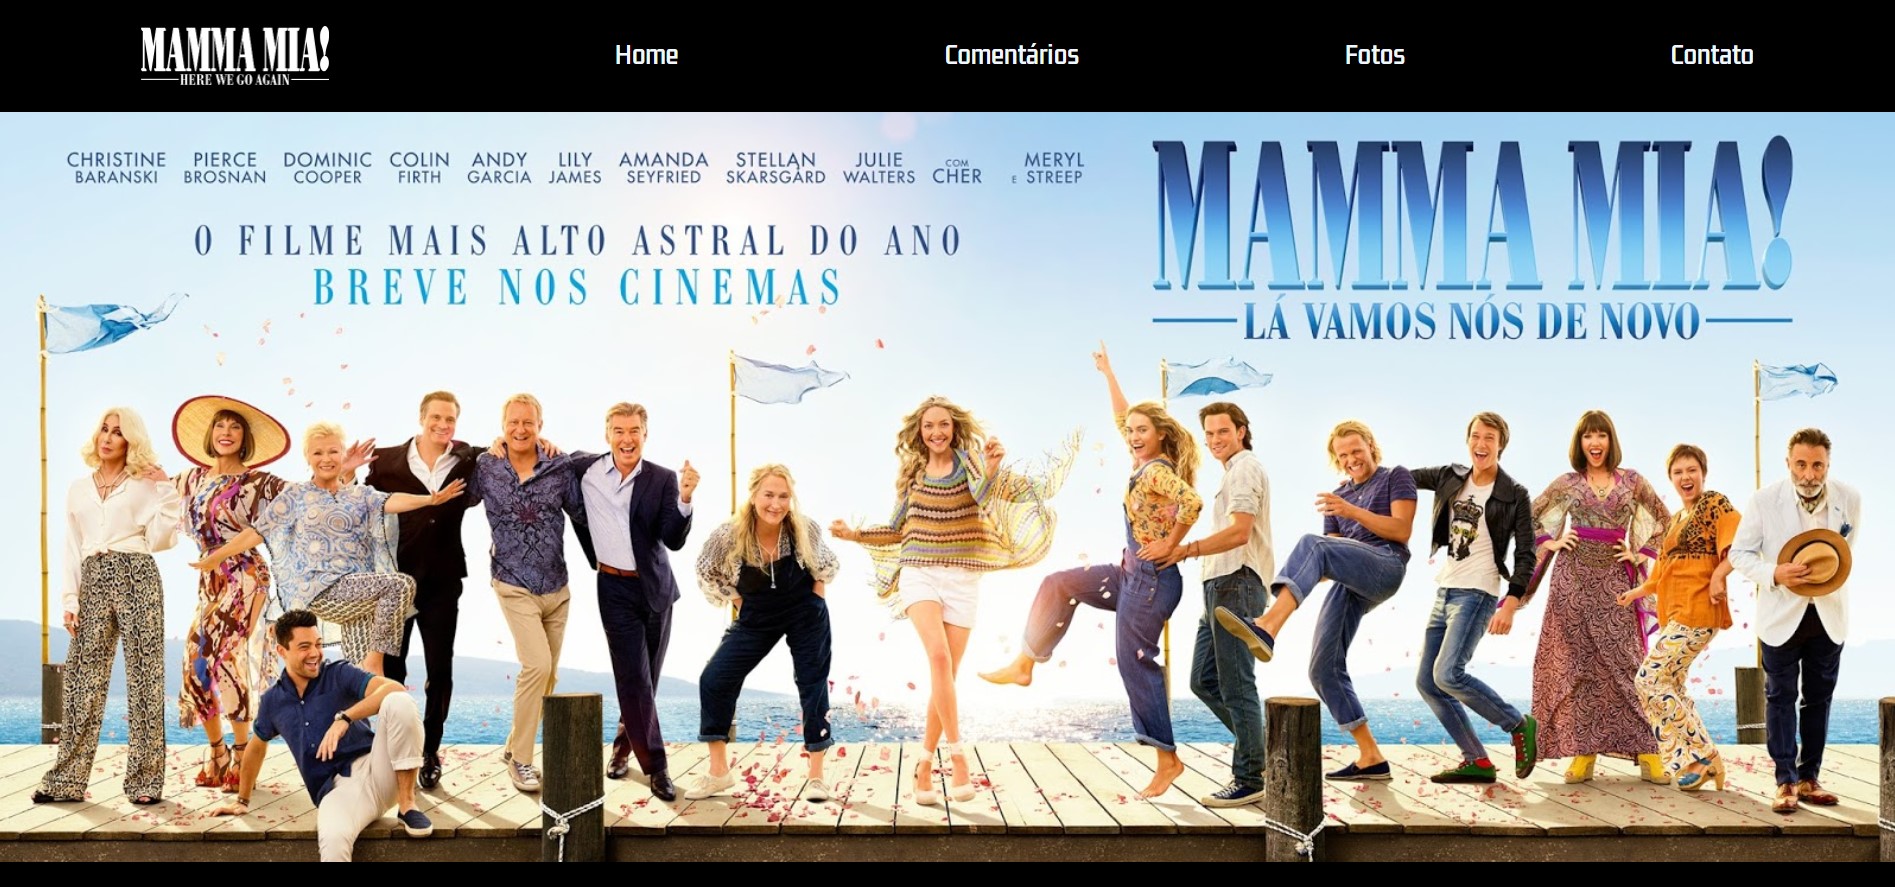 MAMMA MIA!
HERE WE GO AGAIN
Home Comentários Fotos Contato
CHRISTINE BARANSKI PIERCE BROSNAN DOMINIC COOPER COLIN FIRTH ANDY GARCIA LILY JAMES AMANDA SEYFRIED STELLAN SKARSGÅRD JULIE WALTERS COM CHER E MERYL STREEP
O FILME MAIS ALTO ASTRAL DO ANO
BREVE NOS CINEMAS
MAMMA MIA!
LÁ VAMOS NÓS DE NOVO